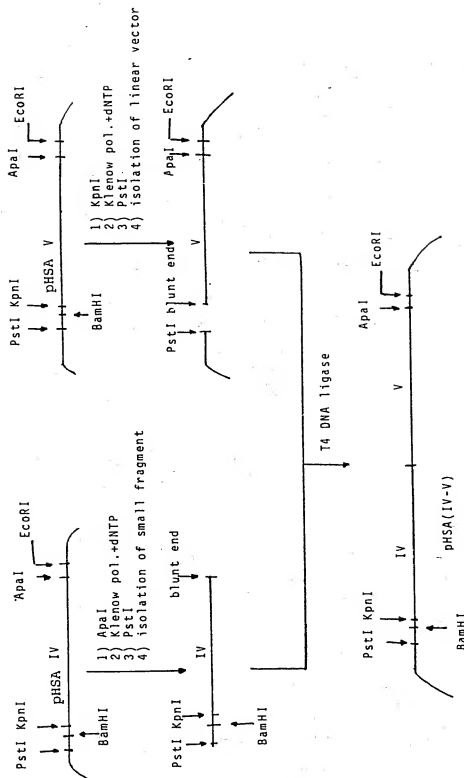 EcoRI
ApaI
pHSA IV
PstI KpnI
BamHI
1) ApaI
2) Klenow pol.+dNTP
3) PstI
4) isolation of small fragment
blunt end
IV
PstI KpnI
BamHI
EcoRI
ApaI
pHSA V
PstI KpnI
BamHI
1) KpnI
2) Klenow pol.+dNTP
3) PstI
4) isolation of linear vector
EcoRI
ApaI
V
PstI blunt end
T4 DNA ligase
EcoRI
ApaI
V
IV
PstI KpnI
BamHI
pHSA(IV-V)